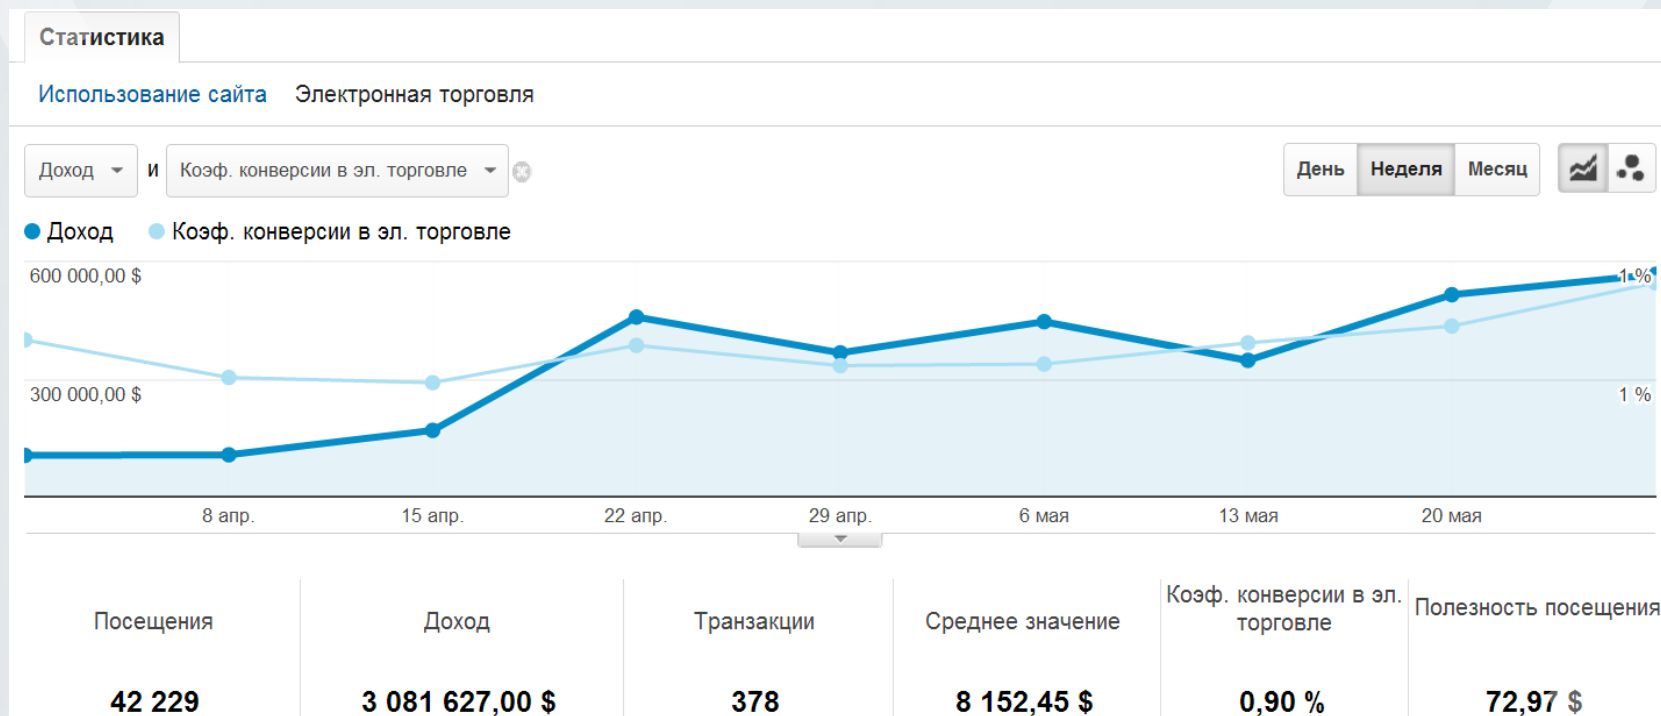 Статистика
Использование сайта Электронная торговля
Доход и Коэф. конверсии в эл. торговле День Неделя Месяц
Доход Коэф. конверсии в эл. торговле
600 000,00 $ 1 %
300 000,00 $ 1 %
8 апр. 15 апр. 22 апр. 29 апр. 6 мая 13 мая 20 мая
Посещения Доход Транзакции Среднее значение Коэф. конверсии в эл. торговле Полезность посещения
42 229 3 081 627,00 $ 378 8 152,45 $ 0,90 % 72,97 $